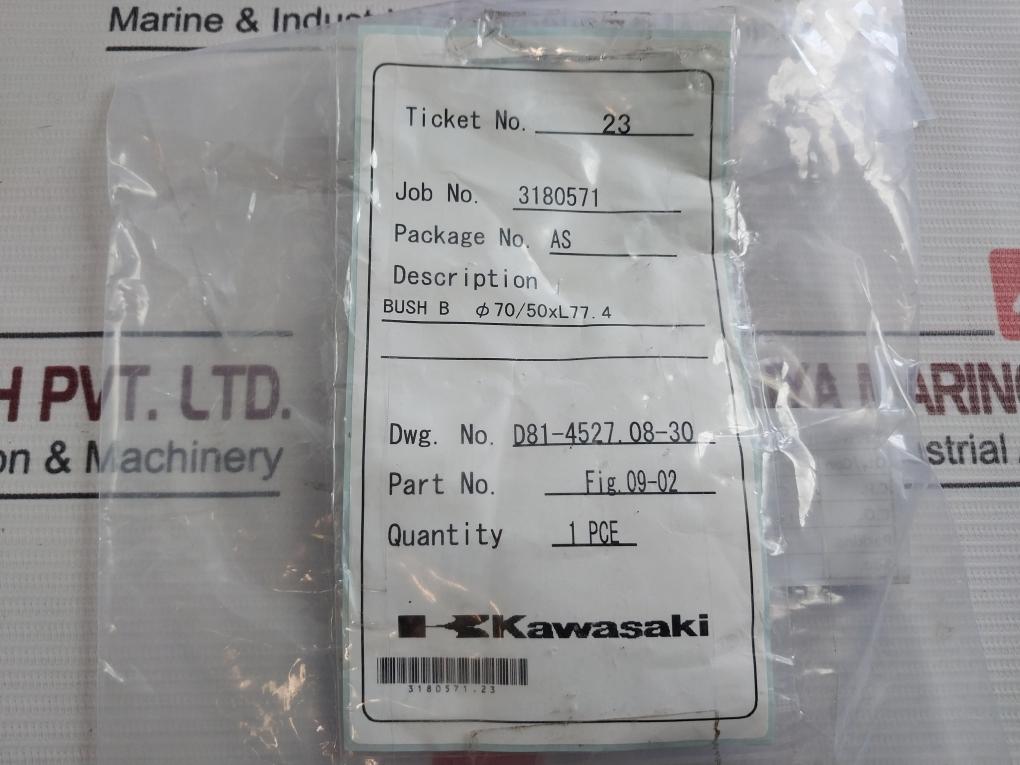 Marine & Indust
Ticket No. 23
Job No. 3180571
Package No. AS
Description
BUSH B φ70/50xL77.4
H PVT. LTD.
YA MARIN
on & Machinery
strial
Dwg. No. D81-4527.08-30
Part No. Fig.09-02
Quantity 1 PCE
Kawasaki
3180571.23